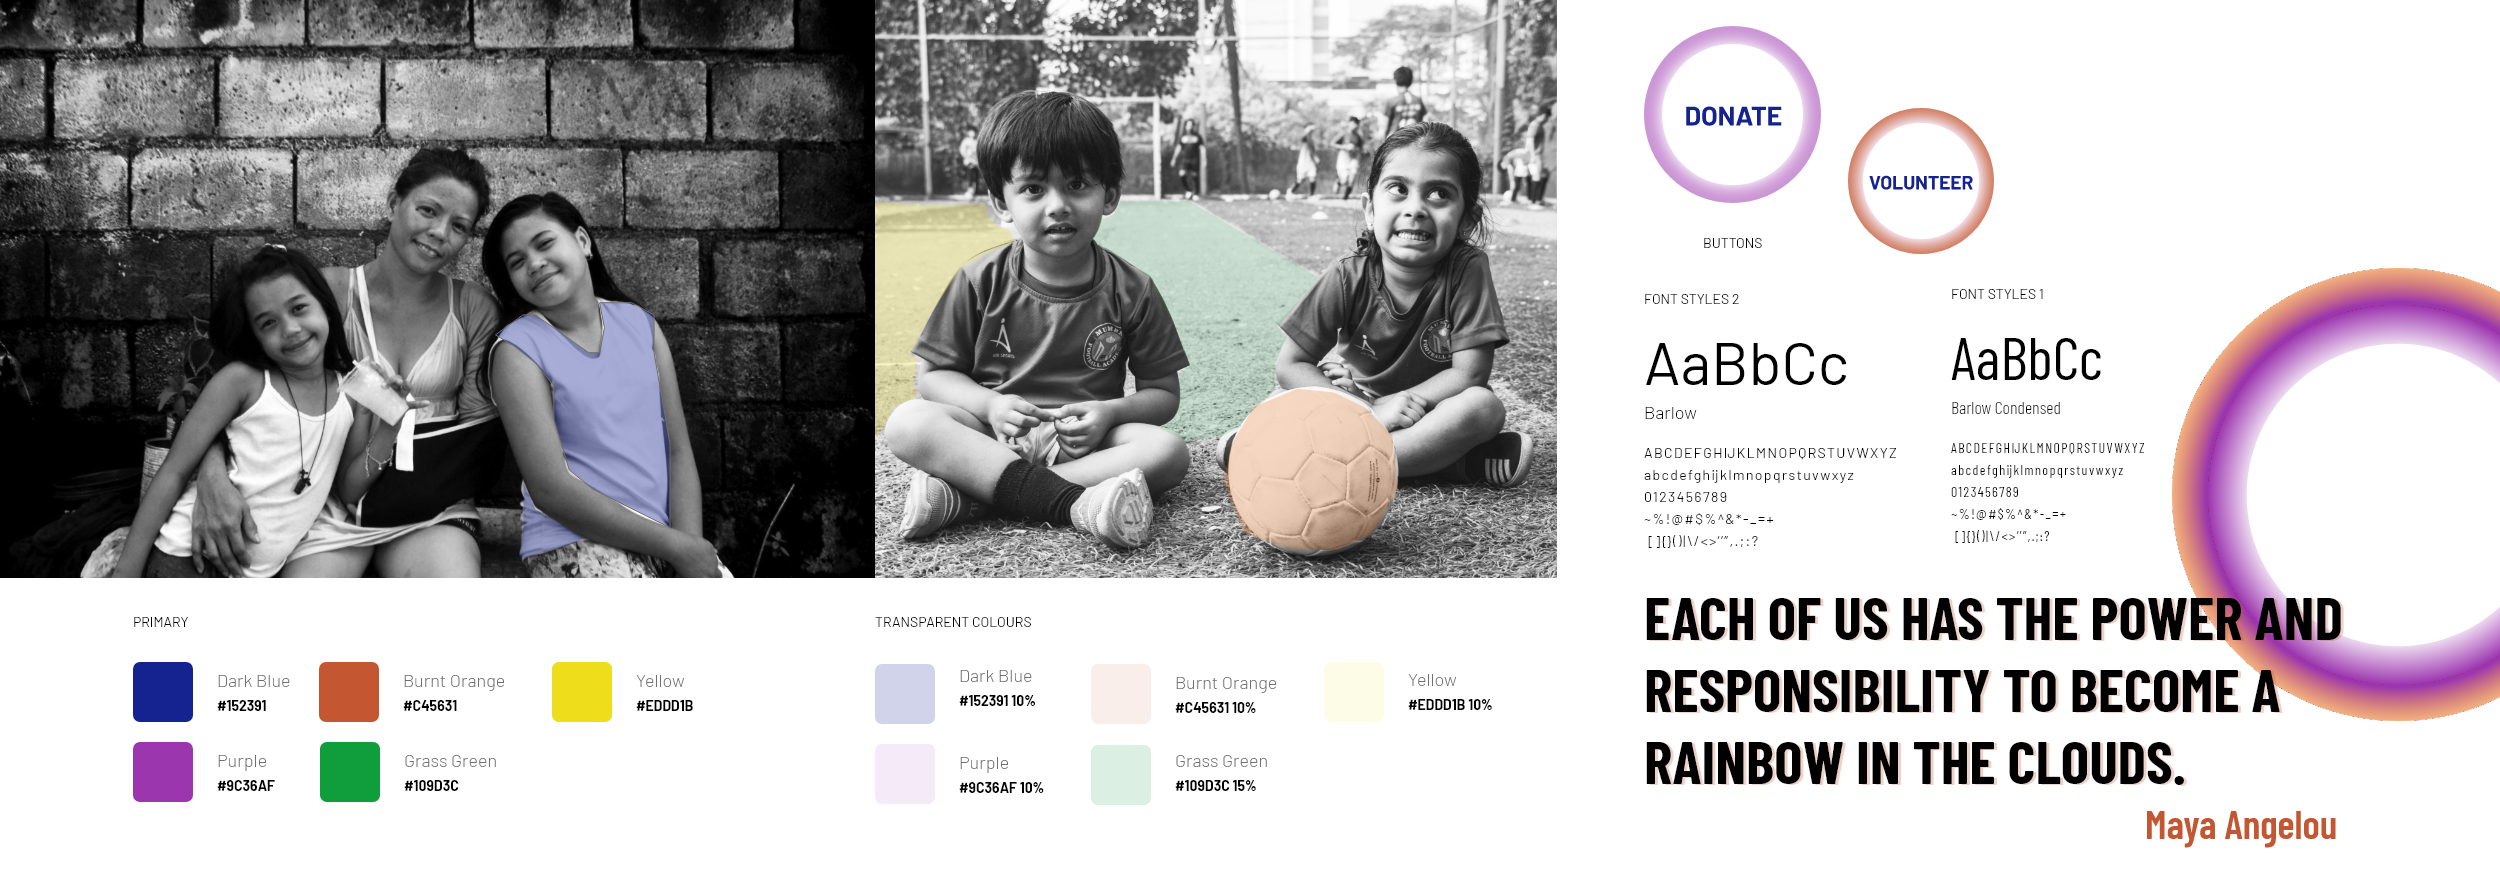 DONATE
VOLUNTEER
BUTTONS
FONT STYLES 2
AaBbCc
Barlow
ABCDEFGHIJKLMNOPQRSTUVWXYZ
abcdefghijklmnopqrstuvwxyz
0123456789
~%!@#$%^&*-_=+
[]{}()|\/<>'"",.;:?
FONT STYLES 1
AaBbCc
Barlow Condensed
ABCDEFGHIJKLMNOPQRSTUVWXYZ
abcdefghijklmnopqrstuvwxyz
0123456789
~%!@#$%^&*-_=+
[]{}()|\/<>'"",.;:?
EACH OF US HAS THE POWER AND
RESPONSIBILITY TO BECOME A
RAINBOW IN THE CLOUDS.
Maya Angelou
PRIMARY
Dark Blue
#152391
Burnt Orange
#C45631
Yellow
#EDDD1B
Purple
#9C36AF
Grass Green
#109D3C
TRANSPARENT COLOURS
Dark Blue
#152391 10%
Burnt Orange
#C45631 10%
Yellow
#EDDD1B 10%
Purple
#9C36AF 10%
Grass Green
#109D3C 15%